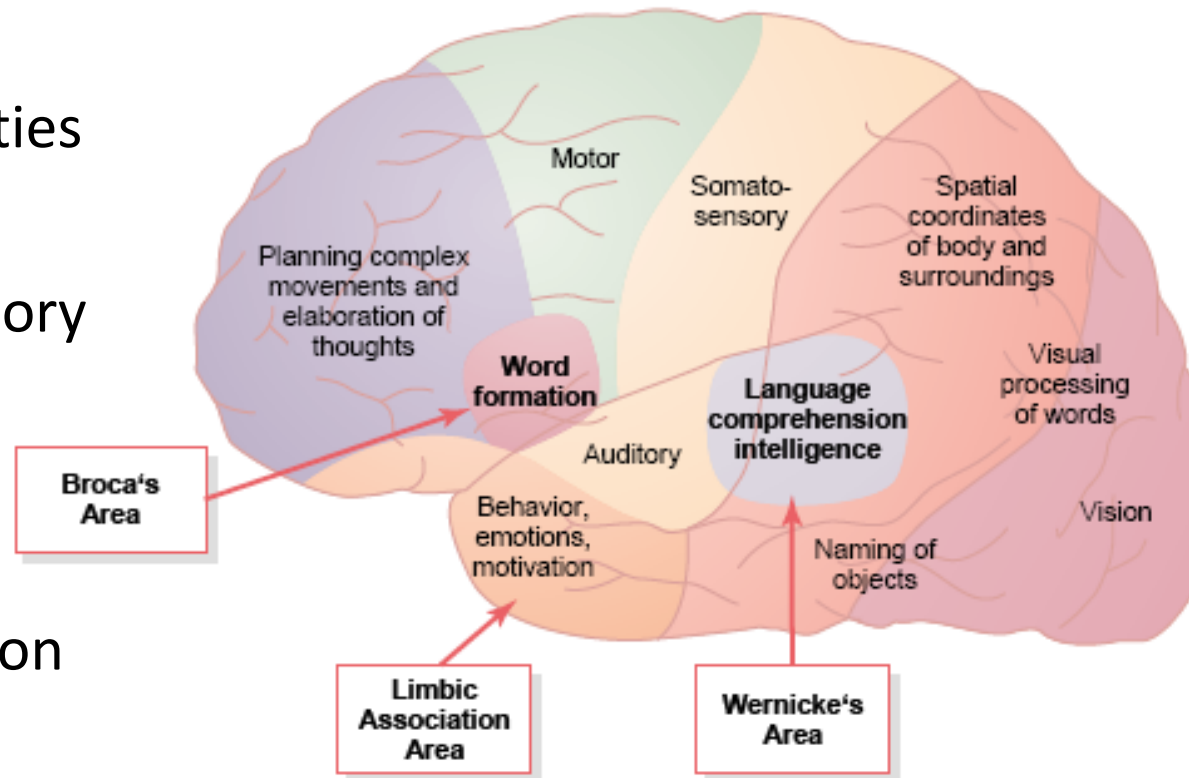 ties
ory
on
Motor
Somato-
sensory
Spatial
coordinates
of body and
surroundings
Planning complex
movements and
elaboration of
thoughts
Word
formation
Visual
processing
of words
Language
comprehension
intelligence
Auditory
Broca‘s
Area
Behavior,
emotions,
motivation
Vision
Naming of
objects
Limbic
Association
Area
Wernicke‘s
Area